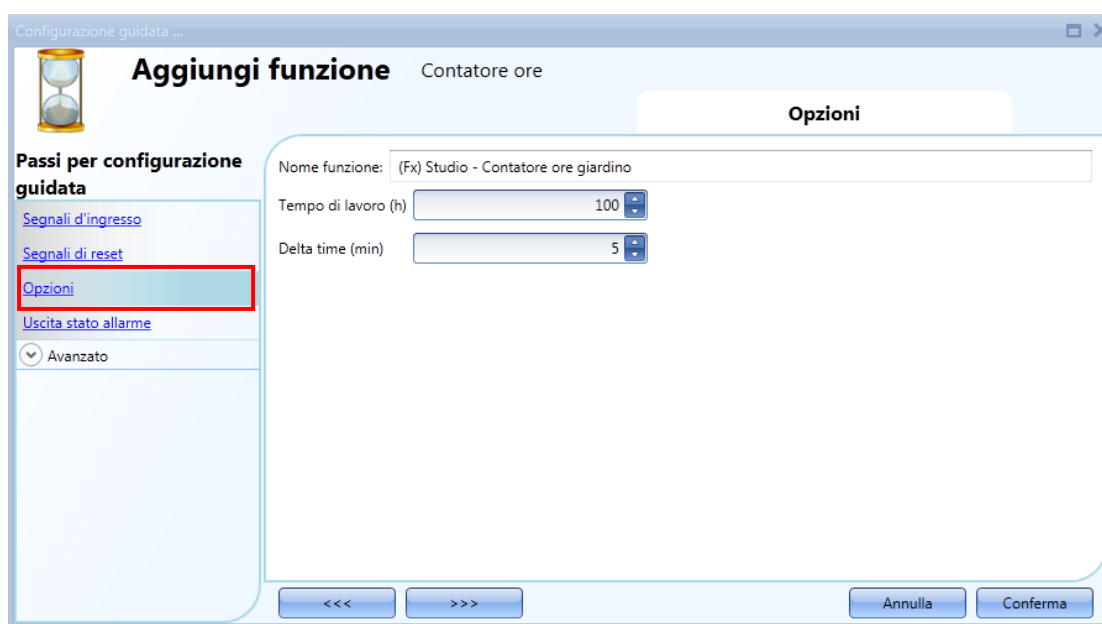 Configurazione guidata ...
Aggiungi funzione Contatore ore
Opzioni
Passi per configurazione
guidata
Segnali d'ingresso
Segnali di reset
Opzioni
Uscita stato allarme
Avanzato
Nome funzione: (Fx) Studio - Contatore ore giardino
Tempo di lavoro (h) 100
Delta time (min) 5
<<< >>> Annulla Conferma